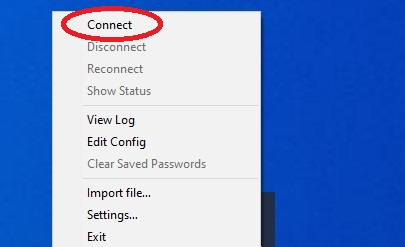 Connect
Disconnect
Reconnect
Show Status
View Log
Edit Config
Clear Saved Passwords
Import file...
Settings...
Exit